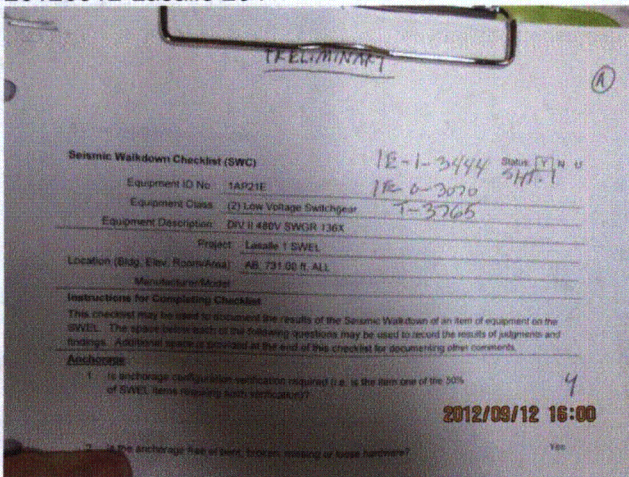 PRELIMINARY
A
Seismic Walkdown Checklist (SWC)
1E-1-3444 Status: Y N U
SHT. 1
Equipment ID No 1AP21E
1E-0-3070
Equipment Class (2) Low Voltage Switchgear
T-3765
Equipment Description DIV II 480V SWGR 136X
Project Lasalle 1 SWEL
Location (Bldg, Elev, Room/Area) AB, 731.00 ft, ALL
Manufacturer/Model
Instructions for Completing Checklist
This checklist may be used to document the results of the Seismic Walkdown of an item of equipment on the
SWEL. The space below each of the following questions may be used to record the results of judgments and
findings. Additional space is provided at the end of this checklist for documenting other comments.
Anchorage
1. Is anchorage configuration verification required (i.e. is the item one of the 50%
of SWEL items requiring such verification)?
Y
2012/09/12 16:00
2. Is the anchorage free of bent, broken, missing or loose hardware? Yes